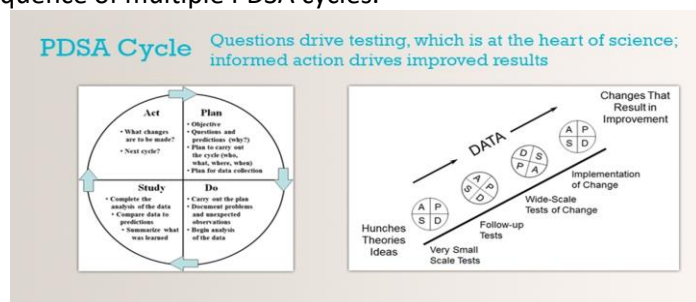 quence of multiple PDSA cycles.
PDSA Cycle
Questions drive testing, which is at the heart of science;
informed action drives improved results
Act
• What changes
are to be made?
• Next cycle?
Plan
• Objective
• Questions and
predictions (why?)
• Plan to carry out
the cycle (who,
what, where, when)
• Plan for data collection
Study
• Complete the
analysis of the data
• Compare data to
predictions
• Summarize what
was learned
Do
• Carry out the plan
• Document problems
and unexpected
observations
• Begin analysis
of the data
Changes That
Result in
Improvement
DATA
A P
S D
D S
P A
A P
S D
A P
S D
Implementation
of Change
Wide-Scale
Tests of Change
Follow-up
Tests
Hunches
Theories
Ideas
Very Small
Scale Tests